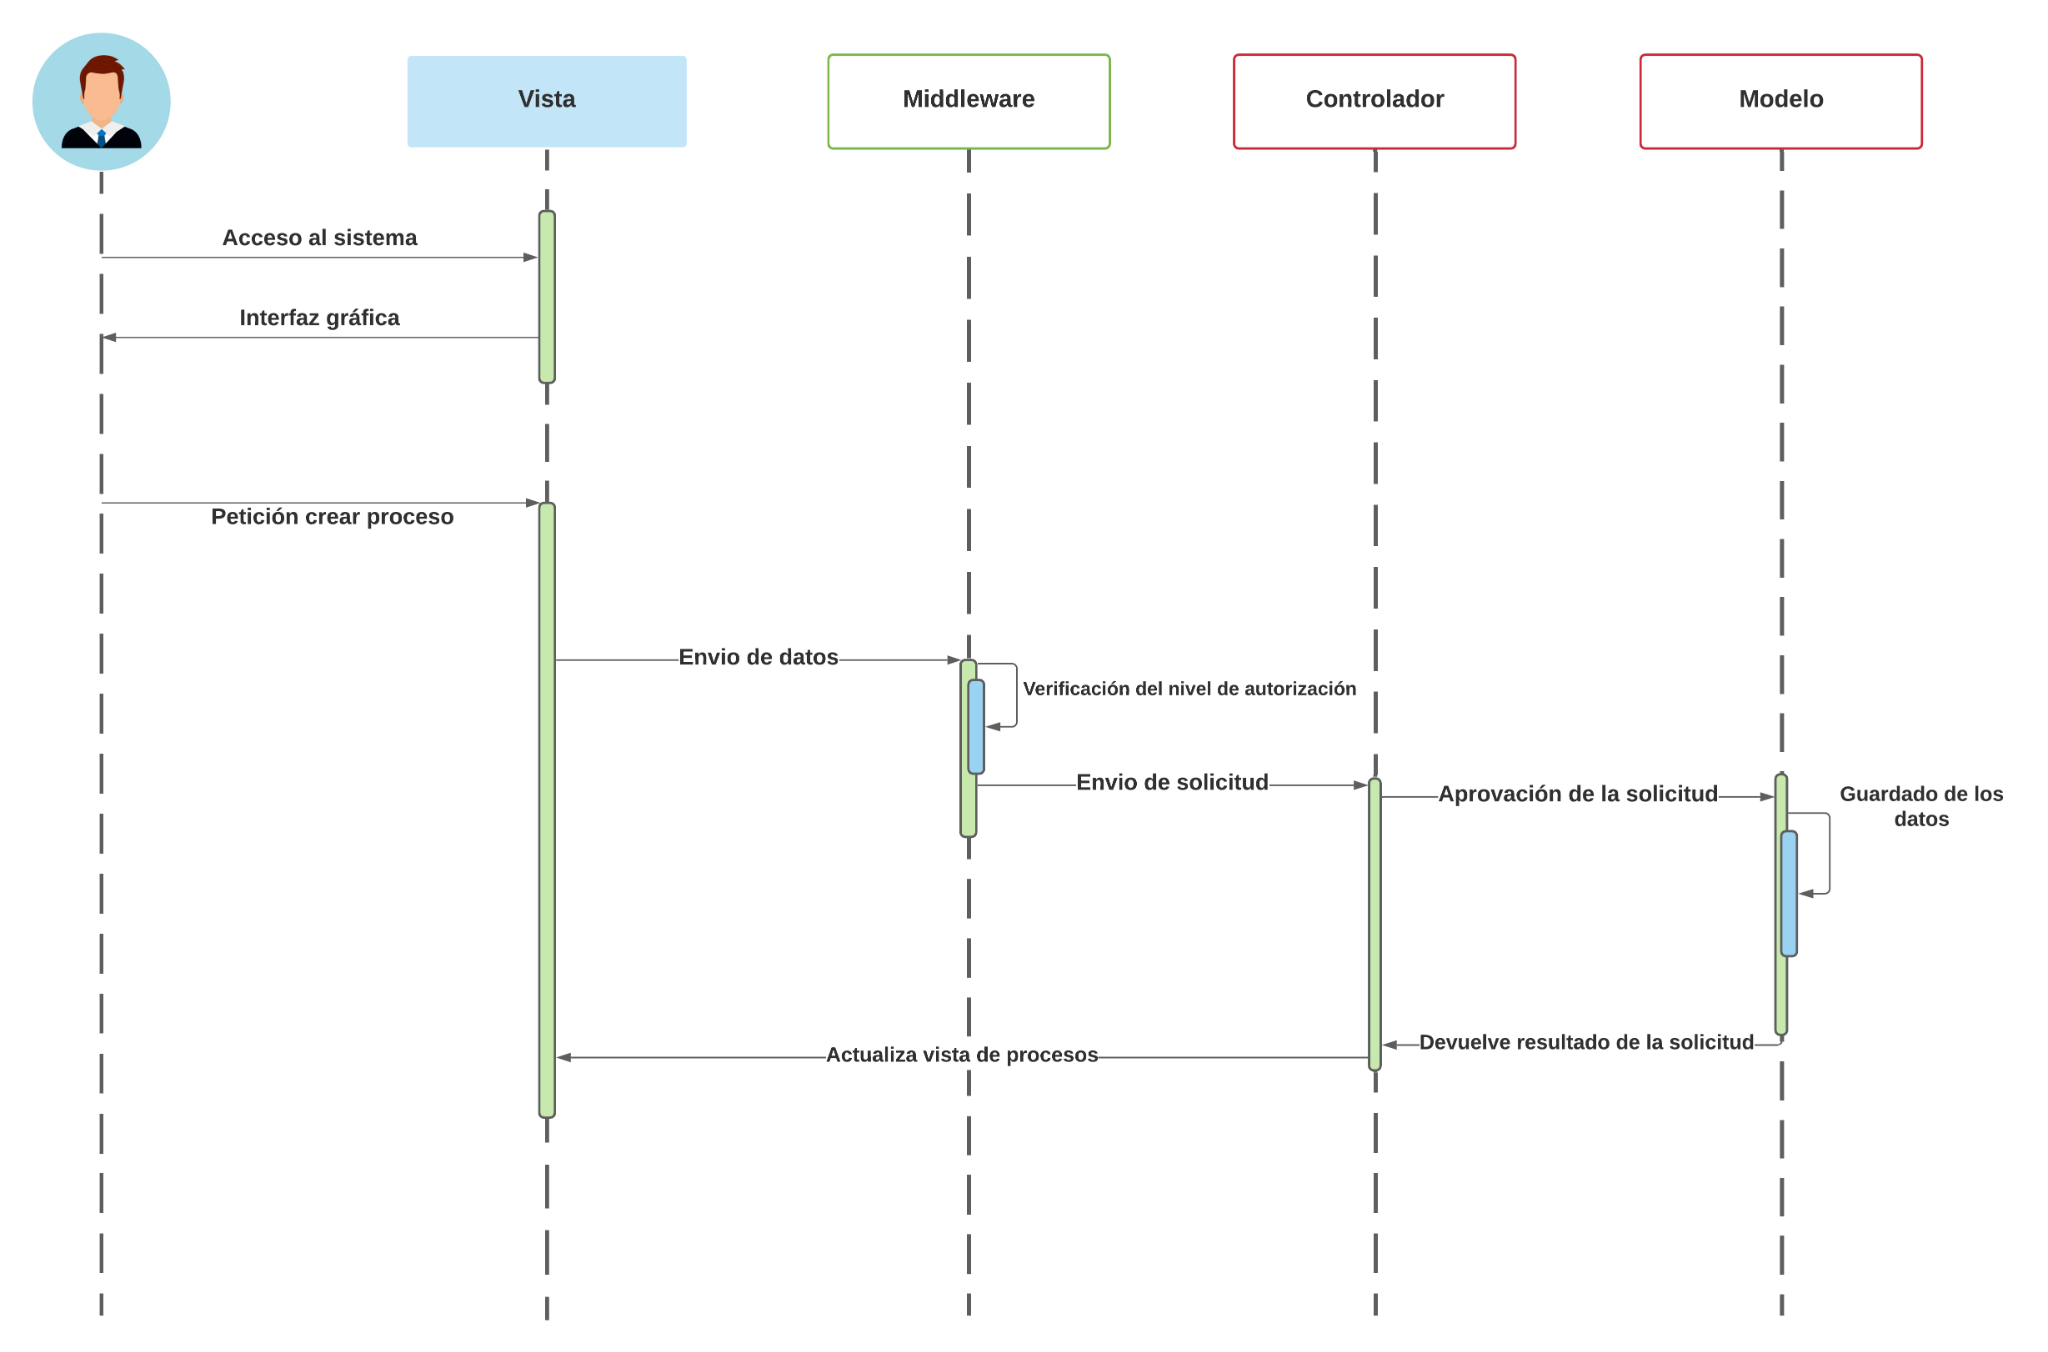 Vista
Middleware
Controlador
Modelo
Acceso al sistema
Interfaz gráfica
Petición crear proceso
Envio de datos
Verificación del nivel de autorización
Envio de solicitud
Aprovación de la solicitud
Guardado de los
datos
Devuelve resultado de la solicitud
Actualiza vista de procesos